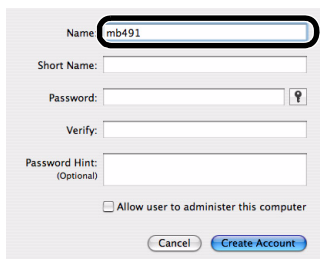 Name: mb491
Short Name:
Password:
Verify:
Password Hint:
(Optional)
Allow user to administer this computer
Cancel Create Account